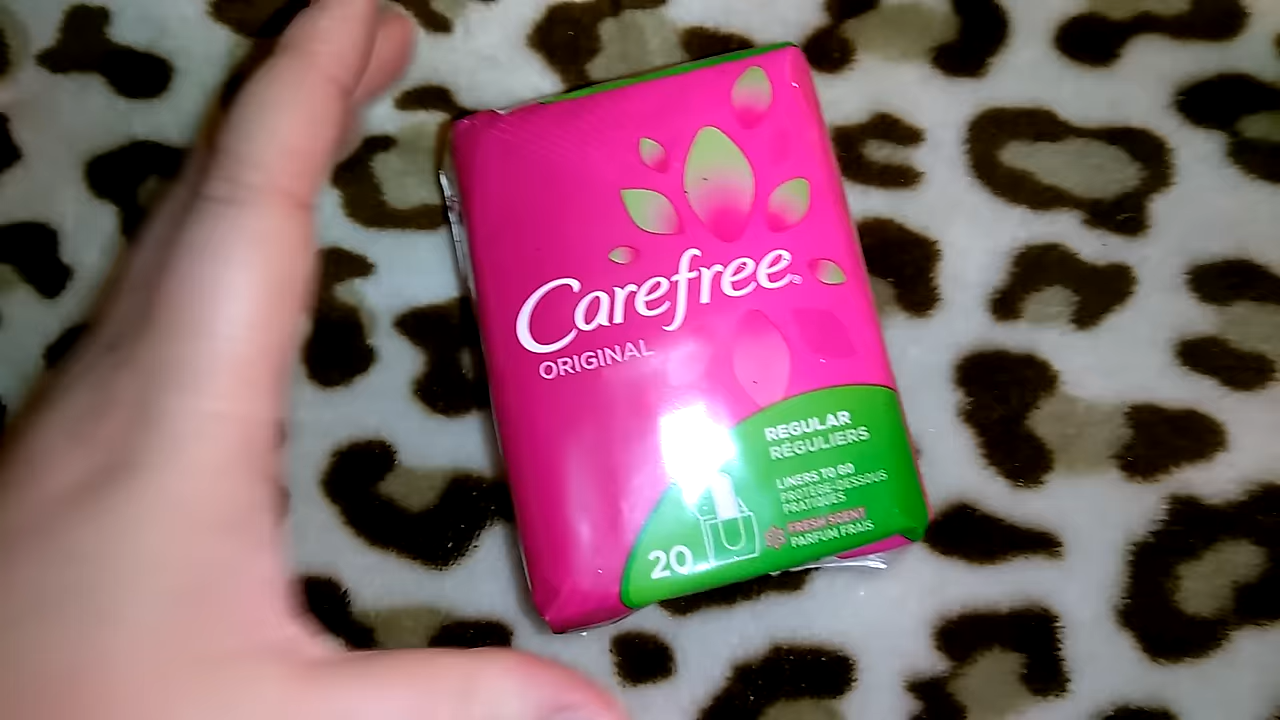 Carefree®
ORIGINAL
REGULAR
RÉGULIERS
LINERS TO GO
PROTÈGE-DESSOUS
PRATIQUES
FRESH SCENT
PARFUM FRAIS
20